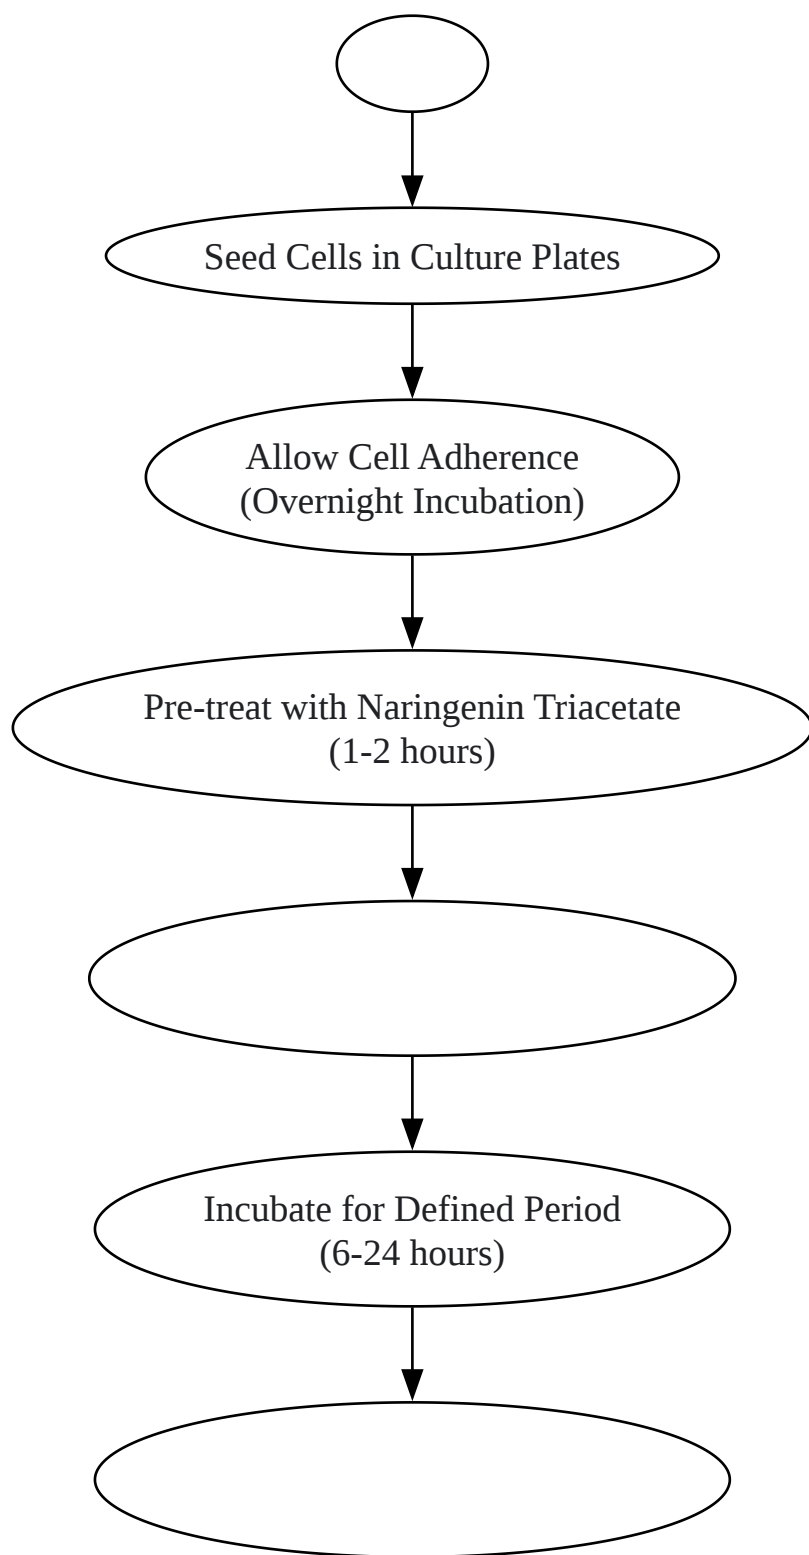 Seed Cells in Culture Plates
Allow Cell Adherence
(Overnight Incubation)
Pre-treat with Naringenin Triacetate
(1-2 hours)
Incubate for Defined Period
(6-24 hours)